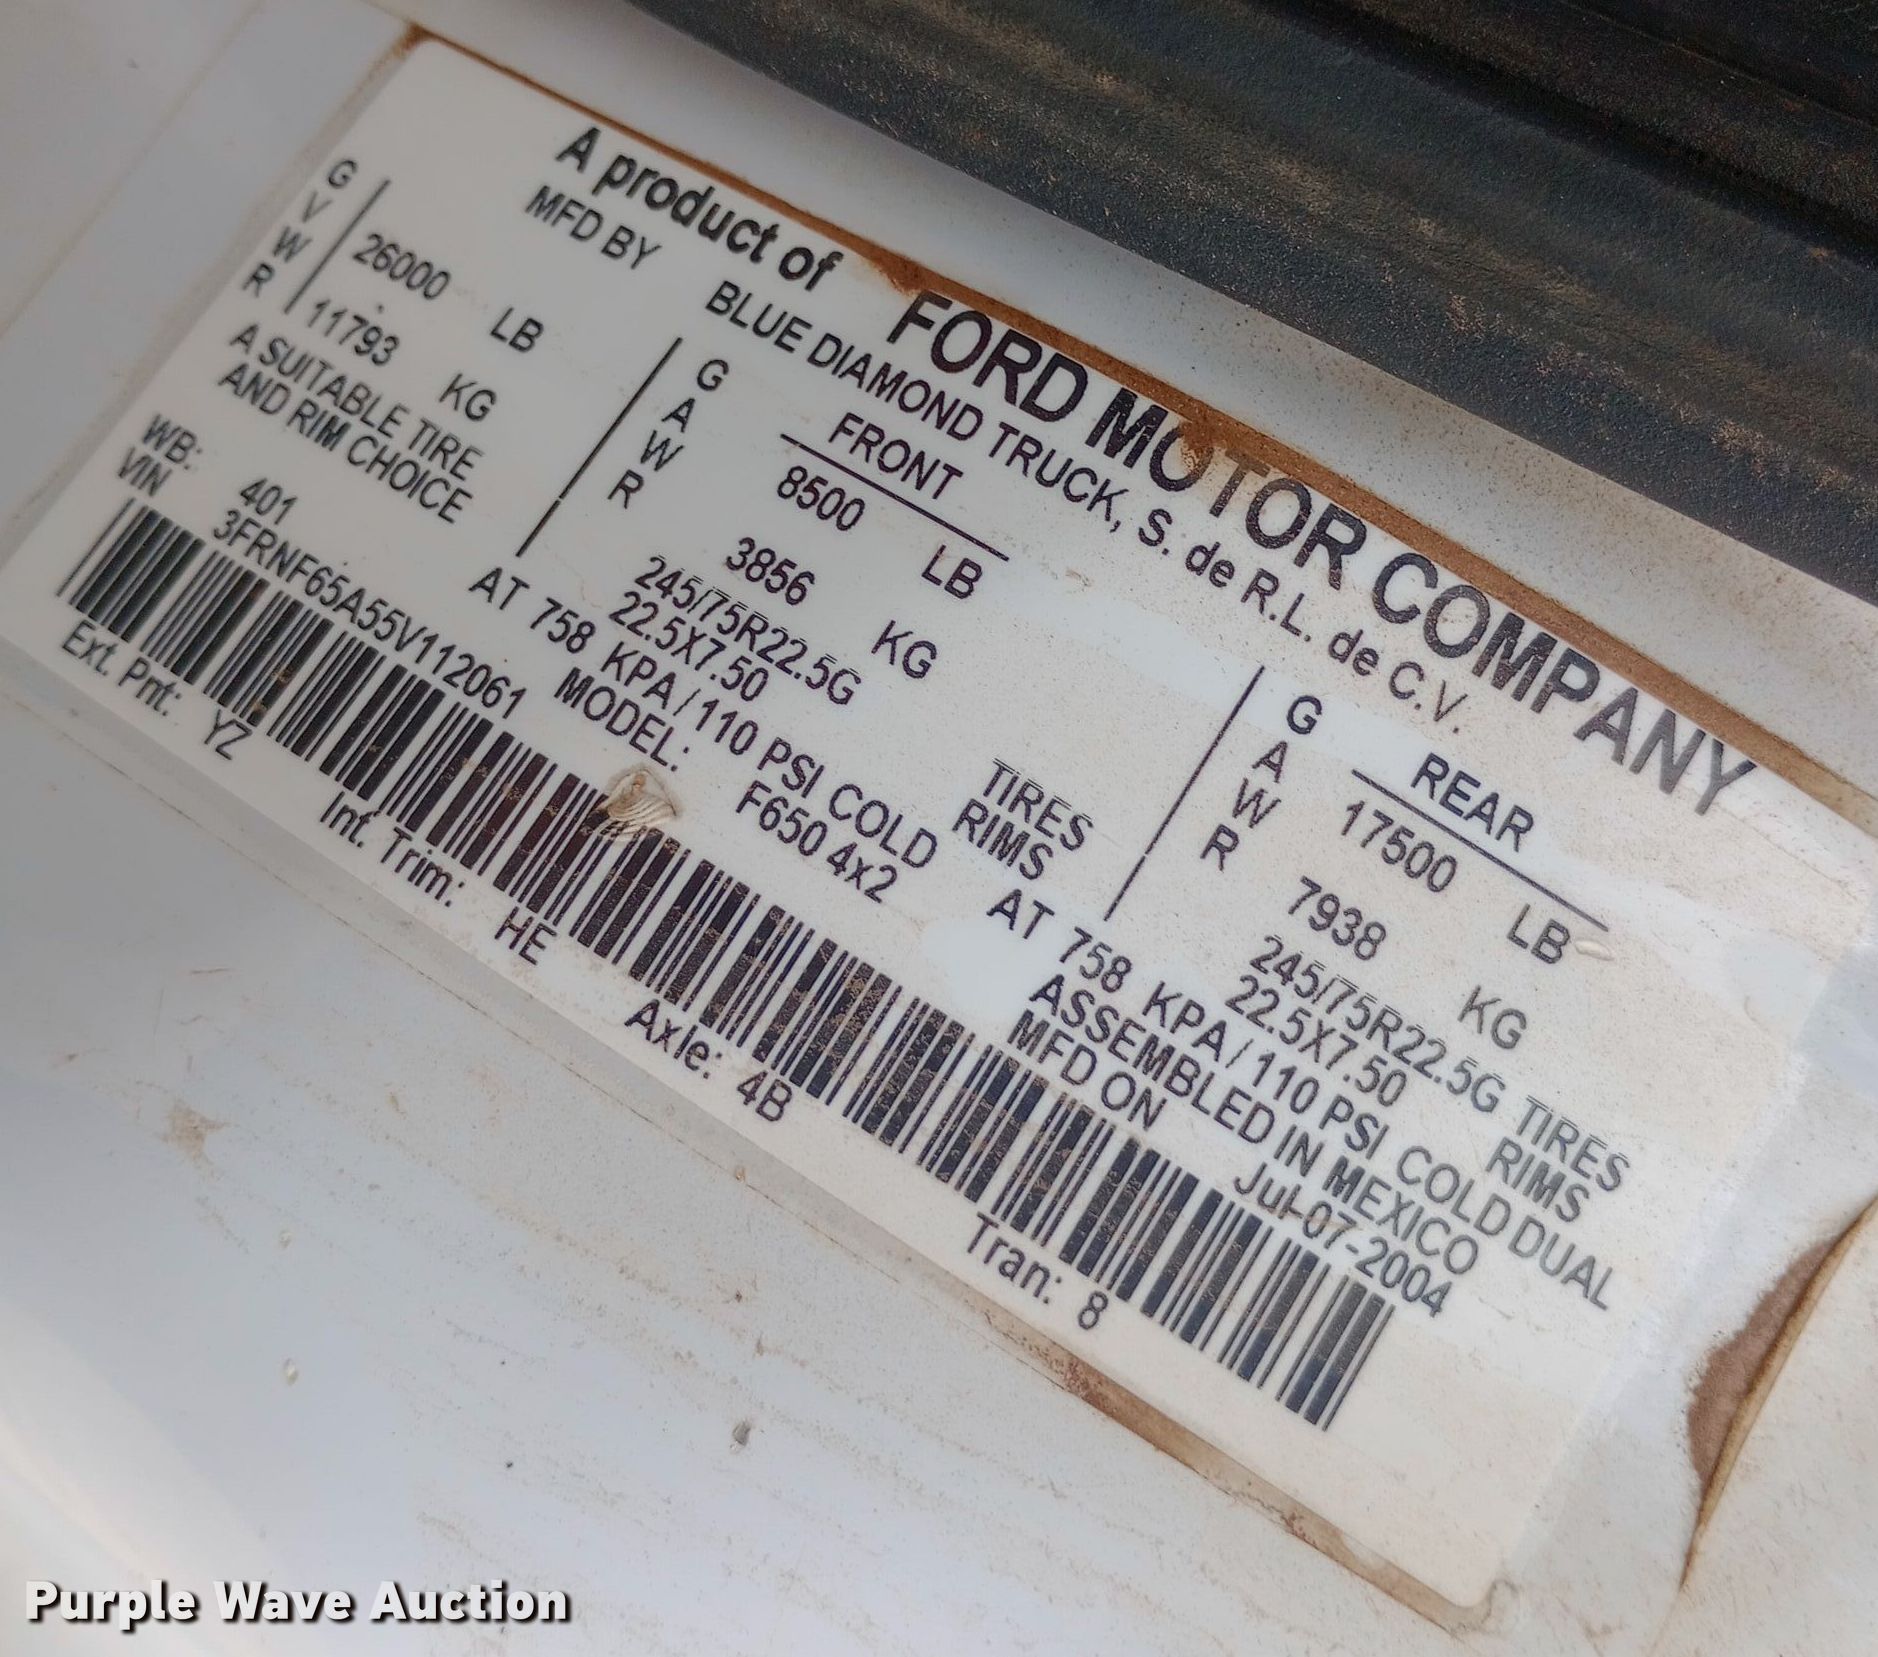 A product of FORD MOTOR COMPANY
MFD BY BLUE DIAMOND TRUCK, S. de R.L. de C.V.
GVWR 26000 LB
11793 KG
A SUITABLE TIRE
AND RIM CHOICE
GAWR FRONT
8500 LB
3856 KG
245/75R22.5G TIRES
22.5X7.50 RIMS
AT 758 KPA / 110 PSI COLD
GAWR REAR
17500 LB
7938 KG
245/75R22.5G TIRES
22.5X7.50 RIMS
AT 758 KPA / 110 PSI COLD DUAL
WB: 401
VIN 3FRNF65A55V112061
MODEL: F650 4x2
ASSEMBLED IN MEXICO
MFD ON Jul-07-2004
Ext. Pnt: YZ Int. Trim: HE Axle: 4B Tran: 8
Purple Wave Auction